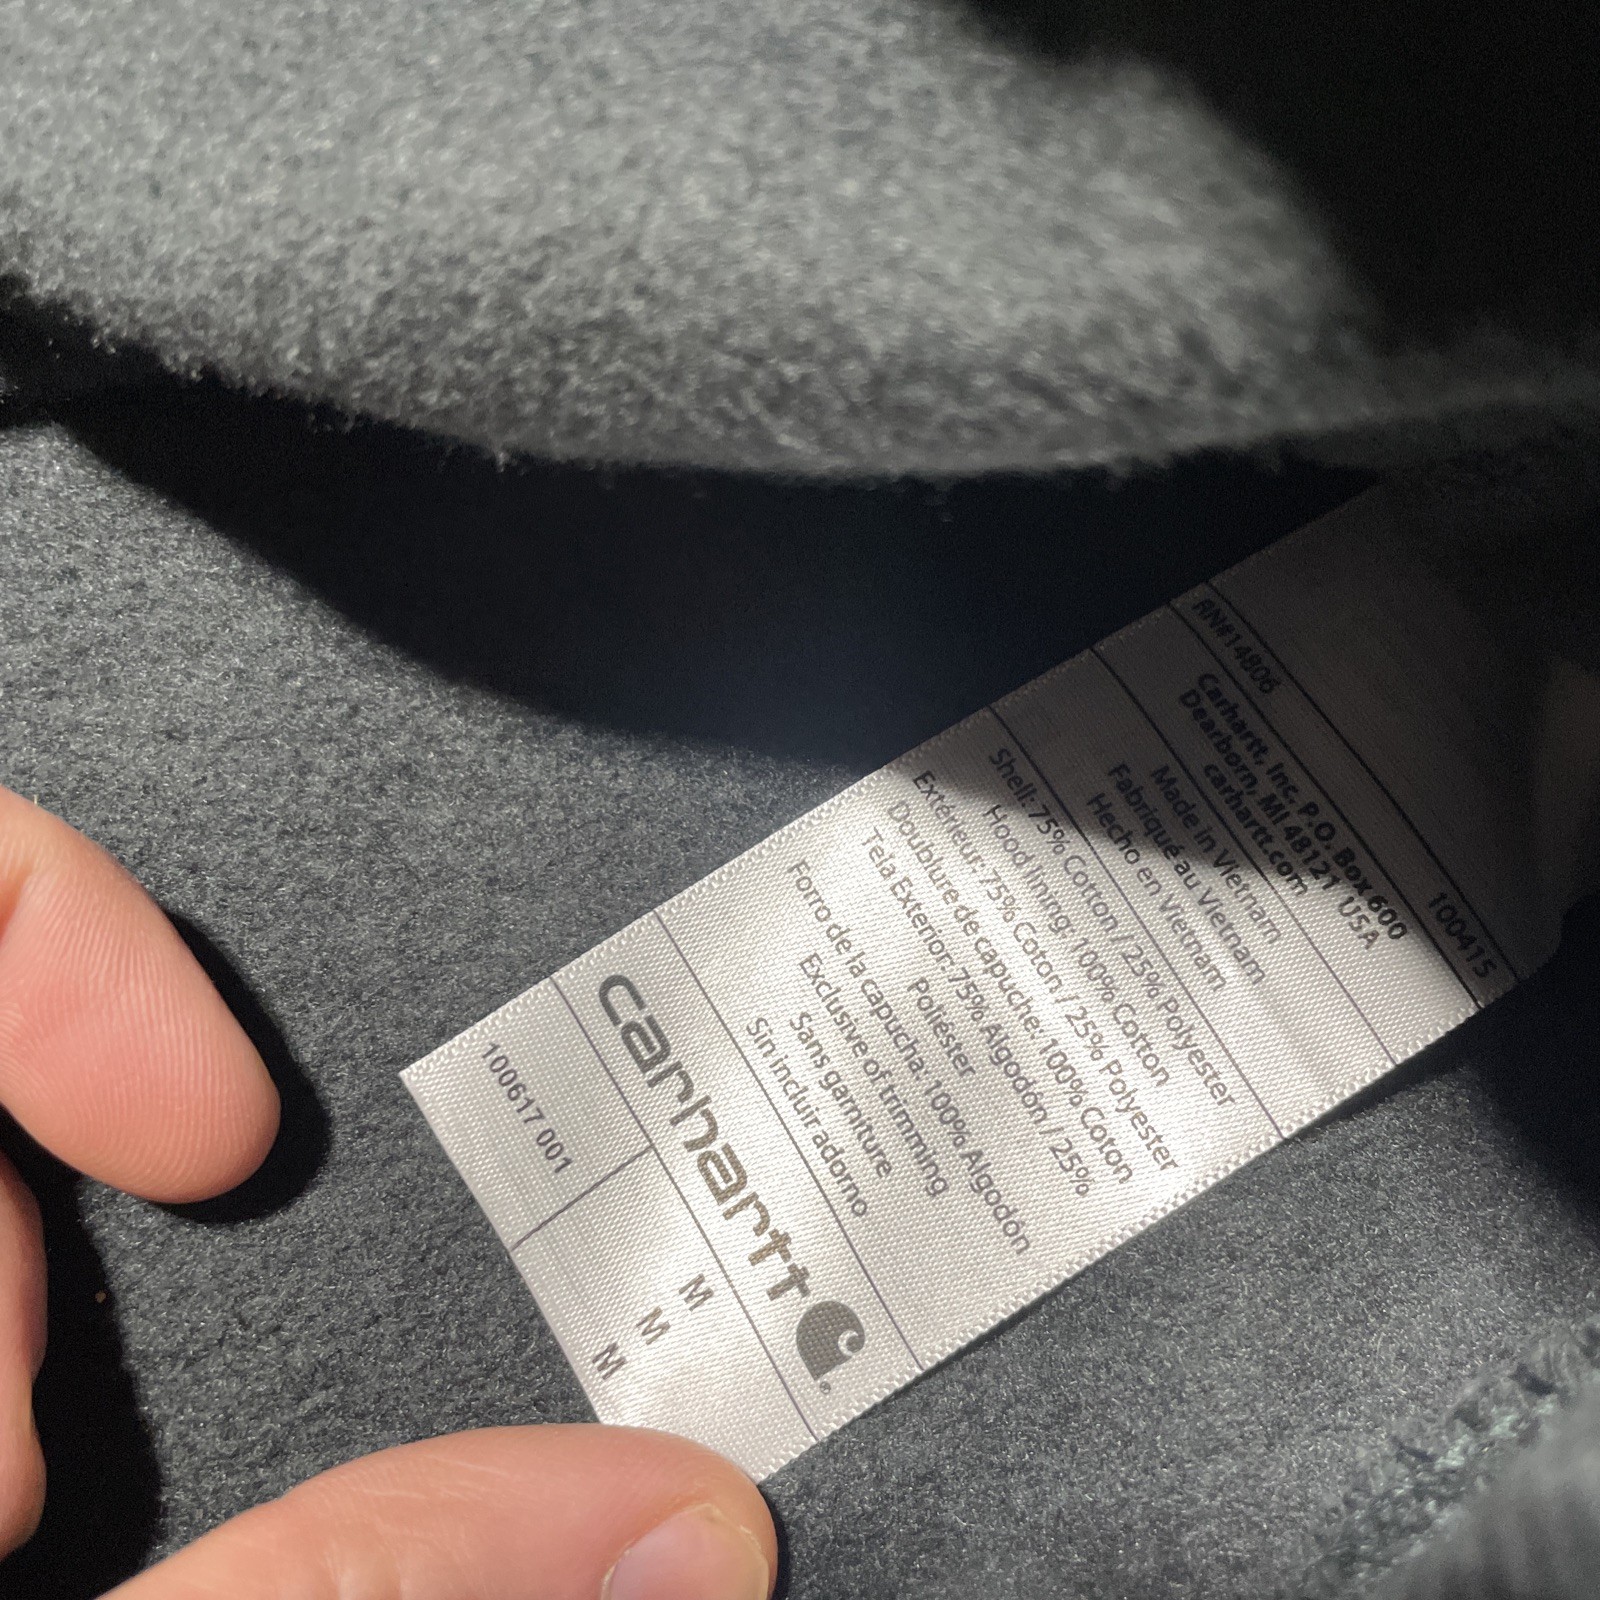 RN#14806 100415
Carhartt, Inc. P.O. Box 600
Dearborn, MI 48121 USA
carhartt.com
Made in Vietnam
Fabriqué au Vietnam
Hecho en Vietnam
Shell: 75% Cotton / 25% Polyester
Hood lining: 100% Cotton
Extérieur: 75% Coton / 25% Polyester
Doublure de capuche: 100% Coton
Tela Exterior: 75% Algodón / 25%
Poliéster
Forro de la capucha: 100% Algodón
Exclusive of trimming
Sans garniture
Sin incluir adorno
carhartt
100617 001
M
M
M